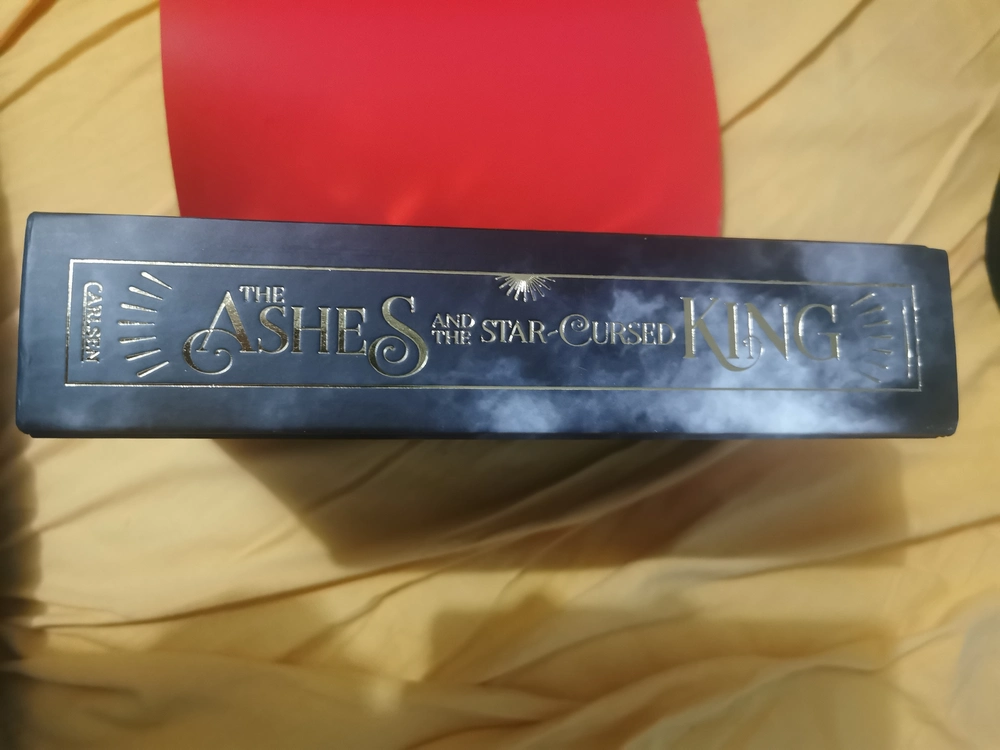 CARLSEN
THE
ASHES
AND
THE
STAR-CURSED
KING